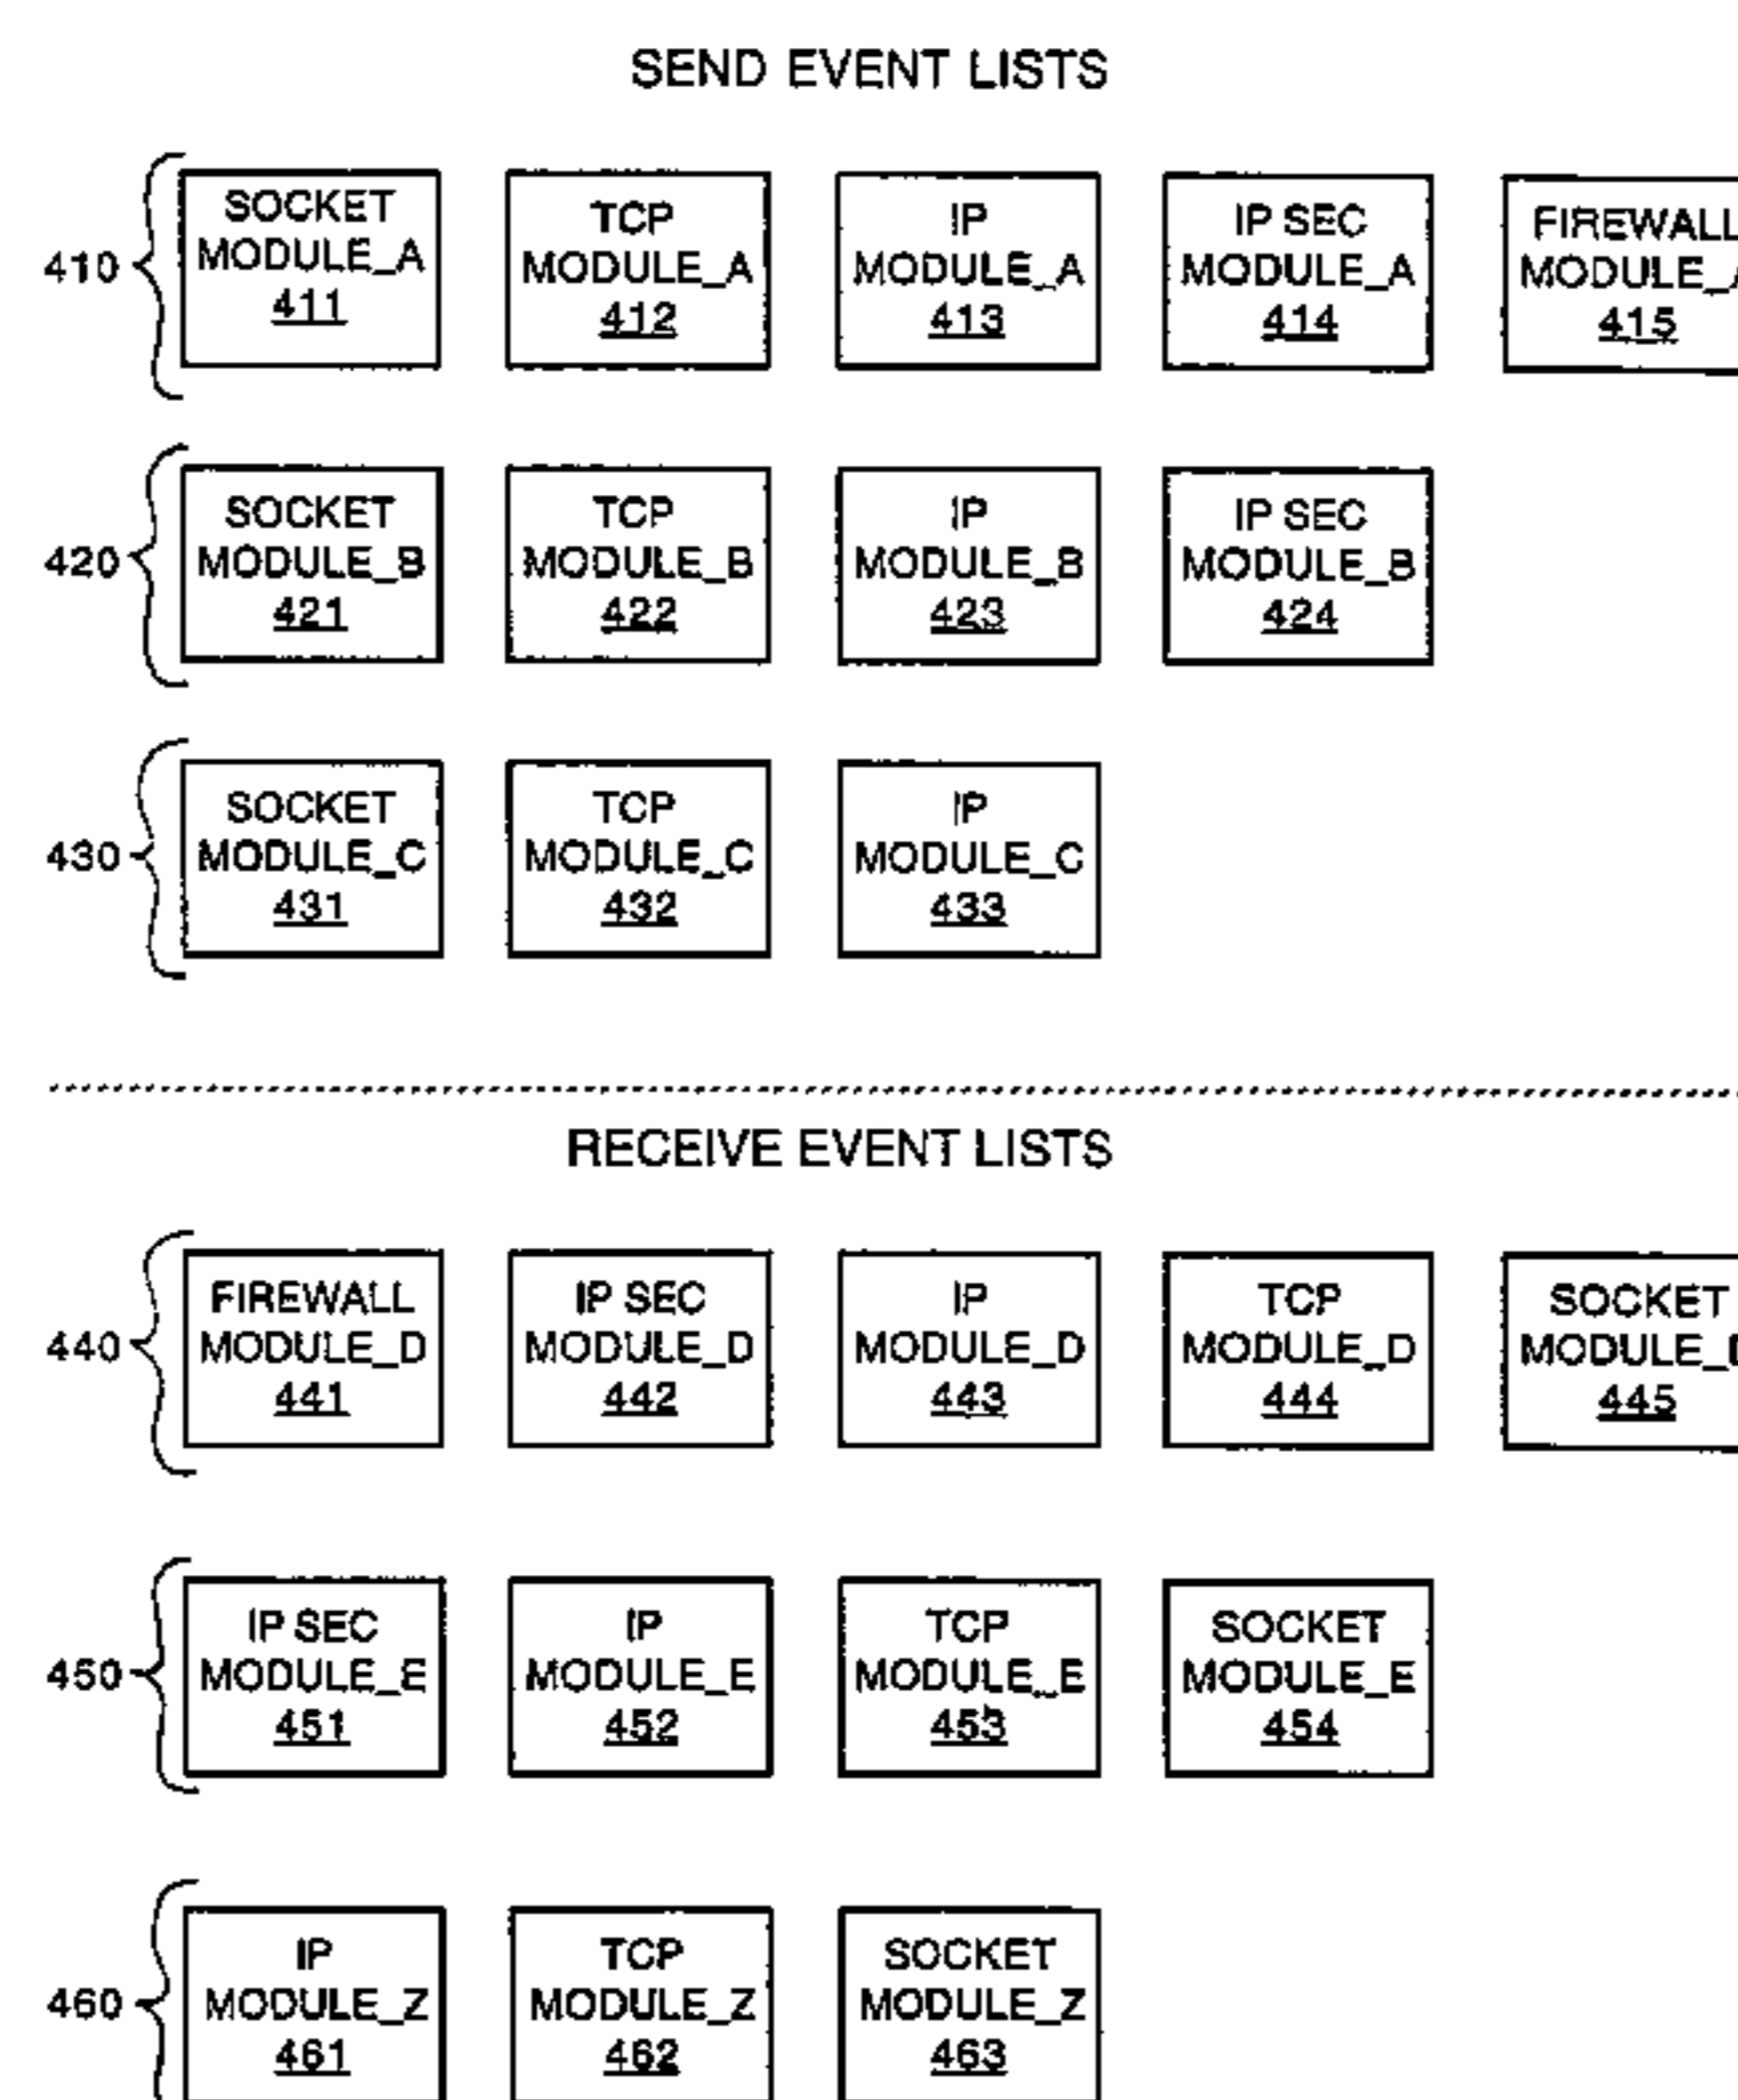 SEND EVENT LISTS
410
SOCKET
MODULE_A
411
TCP
MODULE_A
412
IP
MODULE_A
413
IP SEC
MODULE_A
414
FIREWALL
MODULE_A
415
420
SOCKET
MODULE_B
421
TCP
MODULE_B
422
IP
MODULE_B
423
IP SEC
MODULE_B
424
430
SOCKET
MODULE_C
431
TCP
MODULE_C
432
IP
MODULE_C
433
RECEIVE EVENT LISTS
440
FIREWALL
MODULE_D
441
IP SEC
MODULE_D
442
IP
MODULE_D
443
TCP
MODULE_D
444
SOCKET
MODULE_D
445
450
IP SEC
MODULE_E
451
IP
MODULE_E
452
TCP
MODULE_E
453
SOCKET
MODULE_E
454
460
IP
MODULE_Z
461
TCP
MODULE_Z
462
SOCKET
MODULE_Z
463